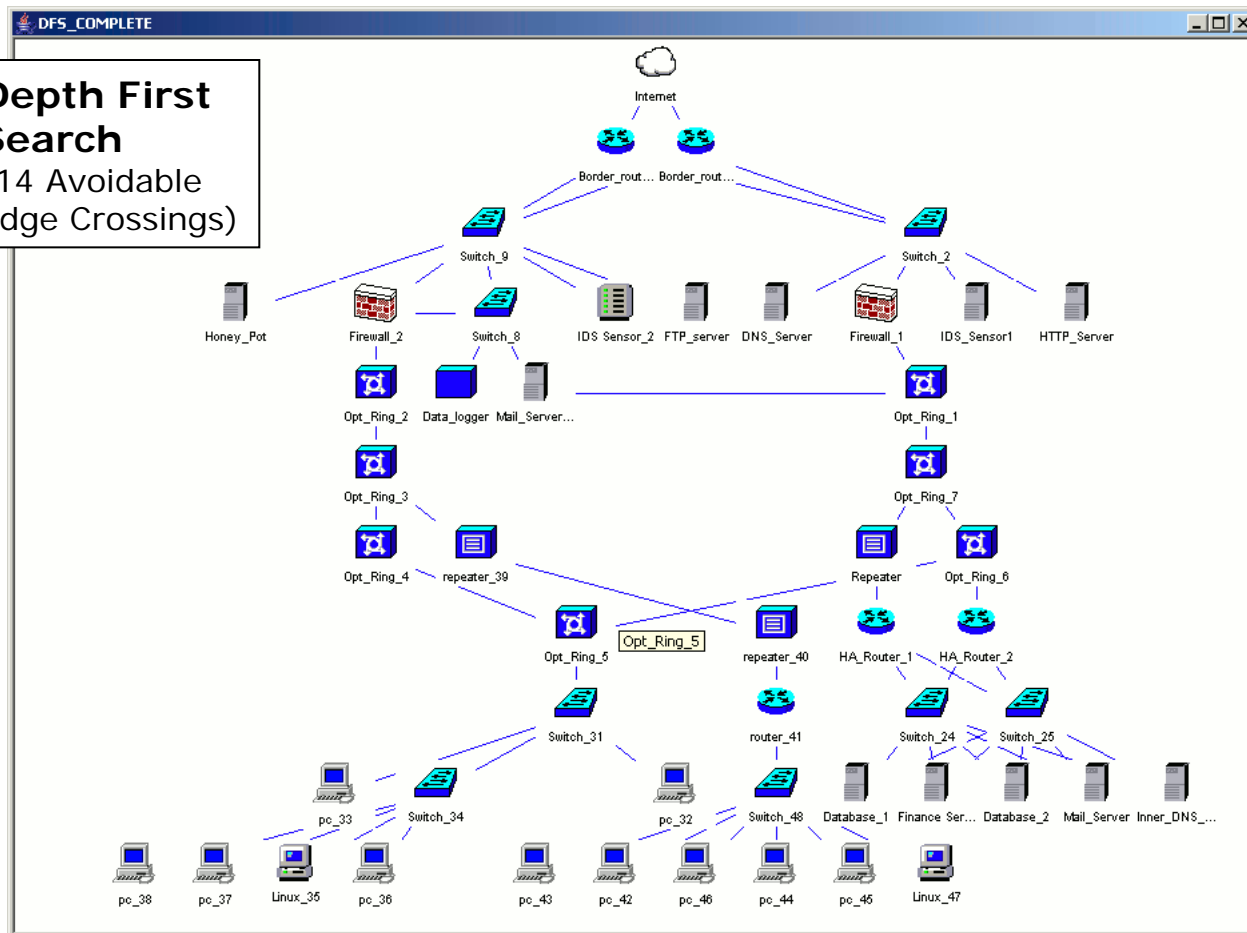 DFS_COMPLETE
Depth First
Search
14 Avoidable
dge Crossings)
Internet
Border_rout... Border_rout...
Switch_9
Switch_2
Honey_Pot
Firewall_2
Switch_8
IDS Sensor_2
FTP_server
DNS_Server
Firewall_1
IDS_Sensor1
HTTP_Server
Opt_Ring_2
Data_logger
Mail_Server...
Opt_Ring_1
Opt_Ring_3
Opt_Ring_7
Opt_Ring_4
repeater_39
Repeater
Opt_Ring_6
Opt_Ring_5
Opt_Ring_5
repeater_40
HA_Router_1
HA_Router_2
Switch_31
router_41
Switch_24
Switch_25
pc_33
Switch_34
pc_32
Switch_48
Database_1
Finance Ser...
Database_2
Mail_Server
Inner_DNS_...
pc_38
pc_37
Linux_35
pc_36
pc_43
pc_42
pc_46
pc_44
pc_45
Linux_47